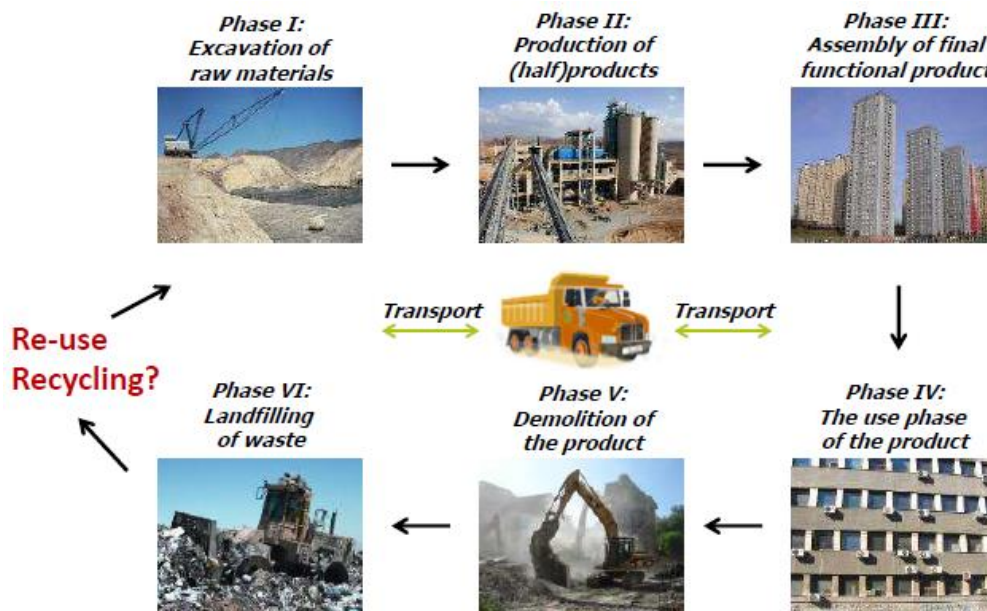 Phase I:
Excavation of
raw materials
Phase II:
Production of
(half)products
Phase III:
Assembly of final
functional product
Transport
Transport
Re-use
Recycling?
Phase VI:
Landfilling
of waste
Phase V:
Demolition of
the product
Phase IV:
The use phase
of the product